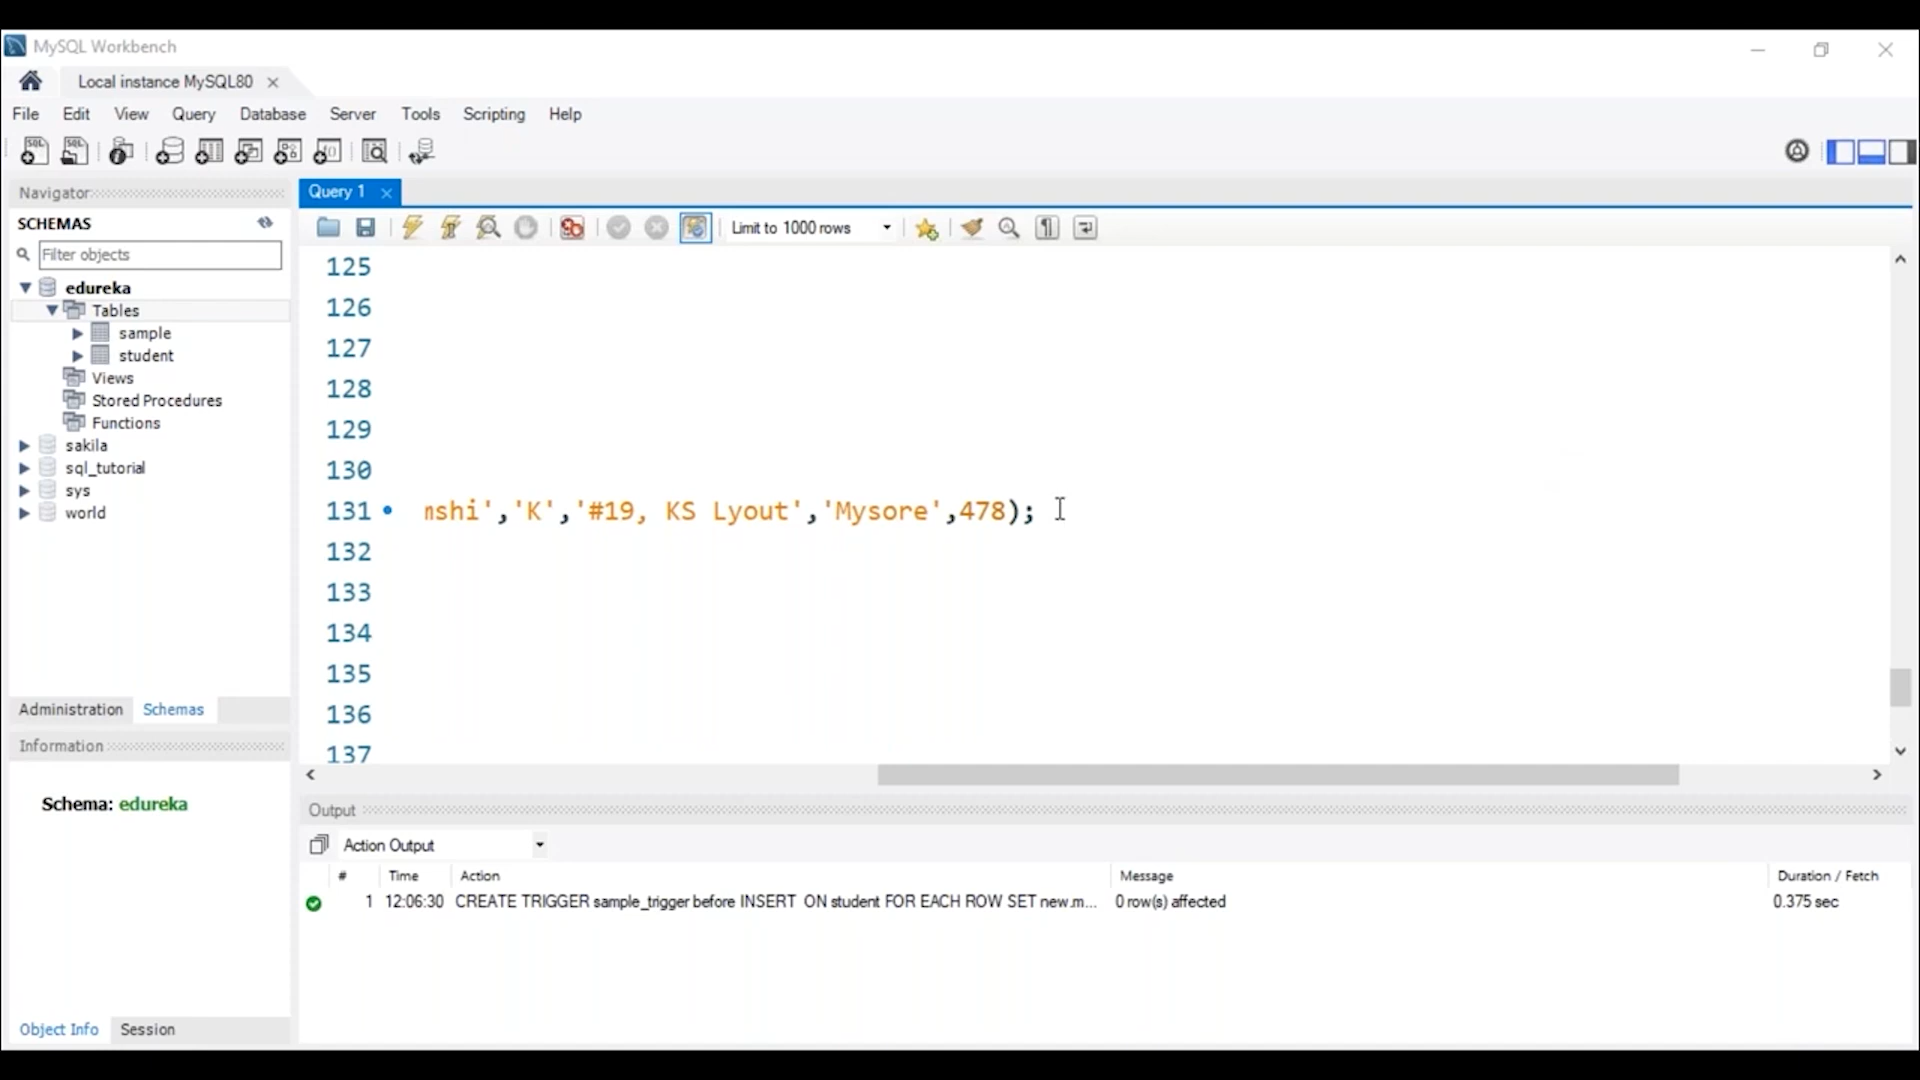 MySQL Workbench
Local instance MySQL80
File Edit View Query Database Server Tools Scripting Help
Navigator
SCHEMAS
Filter objects
edureka
Tables
sample
student
Views
Stored Procedures
Functions
sakila
sql_tutorial
sys
world
Administration Schemas
Information
Schema: edureka
Object Info Session
Query 1
Limit to 1000 rows
125
126
127
128
129
130
131 nshi','K','#19, KS Lyout','Mysore',478);
132
133
134
135
136
137
Output
Action Output
# Time Action Message Duration / Fetch
1 12:06:30 CREATE TRIGGER sample_trigger before INSERT ON student FOR EACH ROW SET new.m... 0 row(s) affected 0.375 sec